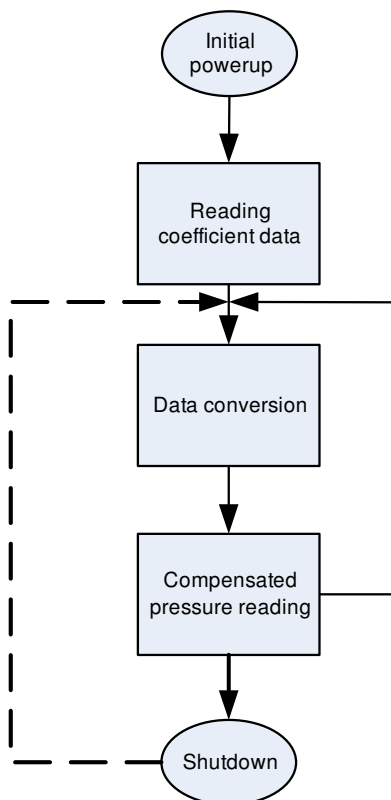 Initial
powerup
Reading
coefficient data
Data conversion
Compensated
pressure reading
Shutdown